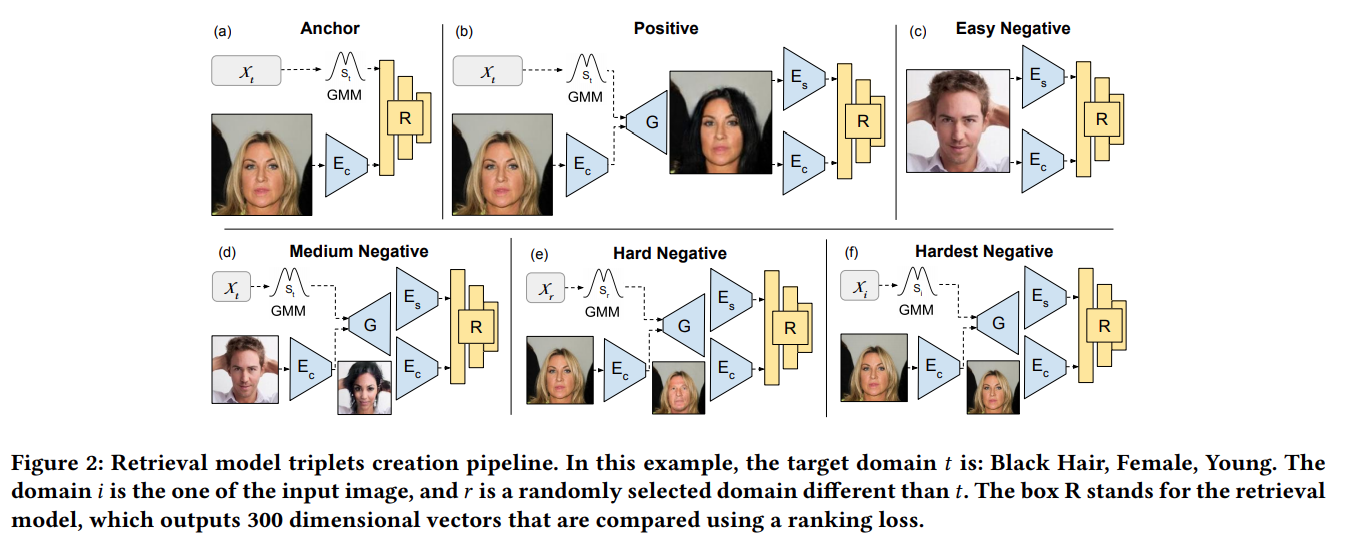 (a) Anchor
X_t
S_t
GMM
E_c
R
(b) Positive
X_t
S_t
GMM
E_c
G
E_s
E_c
R
(c) Easy Negative
E_s
E_c
R
(d) Medium Negative
X_t
S_t
GMM
E_c
G
E_s
E_c
R
(e) Hard Negative
X_r
S_r
GMM
E_c
G
E_s
E_c
R
(f) Hardest Negative
X_i
S_i
GMM
E_c
G
E_s
E_c
R
Figure 2: Retrieval model triplets creation pipeline. In this example, the target domain t is: Black Hair, Female, Young. The
domain i is the one of the input image, and r is a randomly selected domain different than t. The box R stands for the retrieval
model, which outputs 300 dimensional vectors that are compared using a ranking loss.